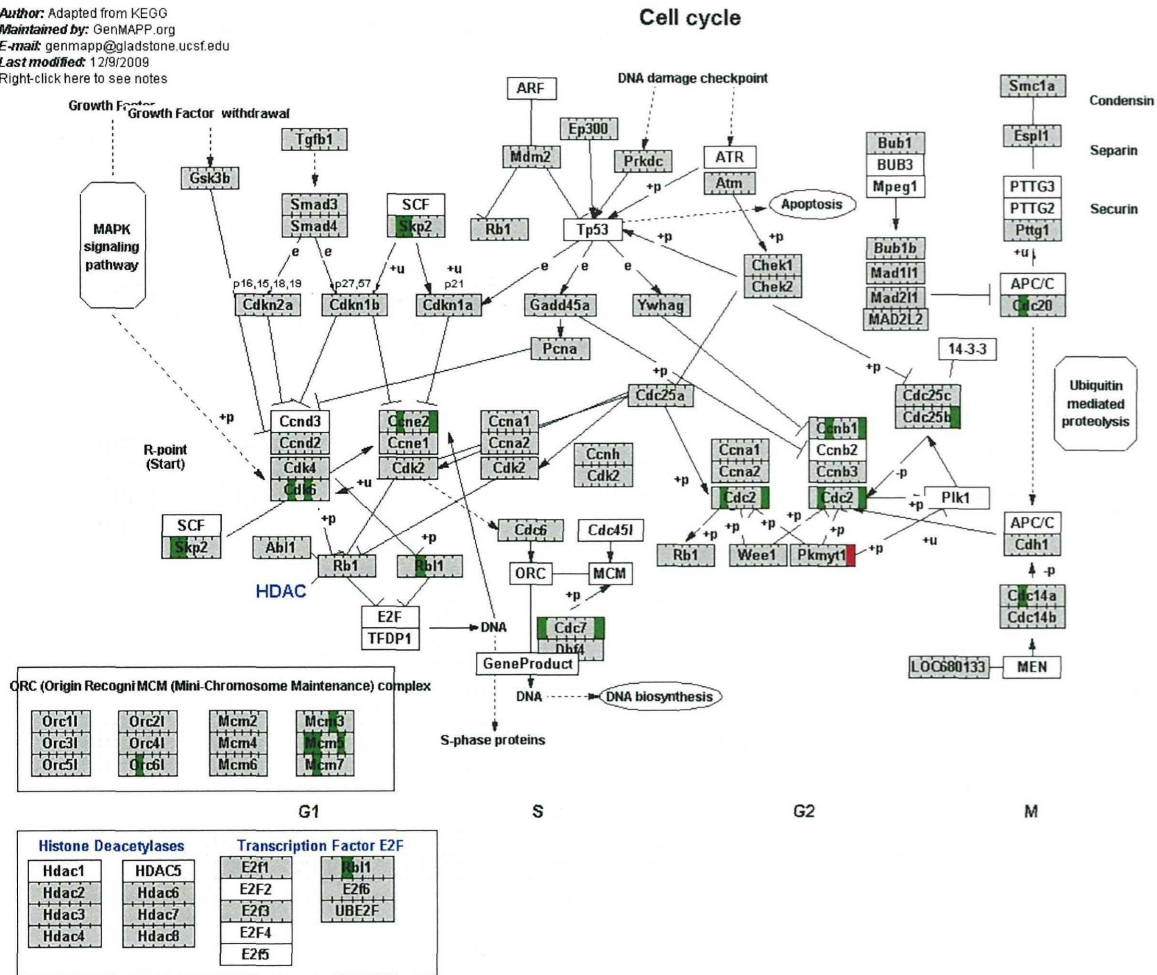 Author: Adapted from KEGG
Maintained by: GenMAPP.org
E-mail: genmapp@gladstone.ucsf.edu
Last modified: 12/9/2009
Right-click here to see notes
Cell cycle
Growth Factor
Growth Factor withdrawal
DNA damage checkpoint
ARF
Smc1a
Condensin
Tgfb1
Ep300
Espl1
Bub1
BUB3
Mpeg1
Separin
Mdm2
Prkdc
ATR
Atm
Gsk3b
+p
PTTG3
PTTG2
Pttg1
Securin
Smad3
Smad4
SCF
Skp2
Apoptosis
MAPK
signaling
pathway
Rb1
Tp53
+p
+u
Bub1b
Mad1l1
Mad2l1
MAD2L2
e
e
+u
+u
e
e
e
Chek1
Chek2
p16,15,18,19
p27,57
p21
APC/C
Cdc20
Cdkn2a
Cdkn1b
Cdkn1a
Gadd45a
Ywhag
Pcna
14-3-3
+p
+p
Ubiquitin
mediated
proteolysis
Cdc25a
Cdc25c
Cdc25b
+p
Ccnd3
Ccnd2
Cdk4
Cdk6
Ccne2
Ccne1
Cdk2
Ccna1
Ccna2
Cdk2
Ccnb1
Ccnb2
Ccnb3
Cdc2
R-point
(Start)
Ccnh
Cdk2
Ccna1
Ccna2
Cdc2
-p
+u
+p
+p
Plk1
SCF
Skp2
+p
+p
+p
+p
+p
+p
APC/C
Cdh1
Abl1
Cdc6
Cdc45l
+u
Rb1
Wee1
Pkmyt1
+p
Rb1
Rbl1
HDAC
ORC
MCM
-p
+p
Cdc14a
Cdc14b
E2F
TFDP1
DNA
Cdc7
Dbf4
GeneProduct
LOC680133
MEN
ORC (Origin Recogni
MCM (Mini-Chromosome Maintenance) complex
DNA
DNA biosynthesis
Orc1l
Orc3l
Orc5l
Orc2l
Orc4l
Orc6l
Mcm2
Mcm4
Mcm6
Mcm3
Mcm5
Mcm7
S-phase proteins
G1
S
G2
M
Histone Deacetylases
Hdac1
Hdac2
Hdac3
Hdac4
HDAC5
Hdac6
Hdac7
Hdac8
Transcription Factor E2F
E2f1
E2F2
E2f3
E2F4
E2f5
Rbl1
E2f6
UBE2F